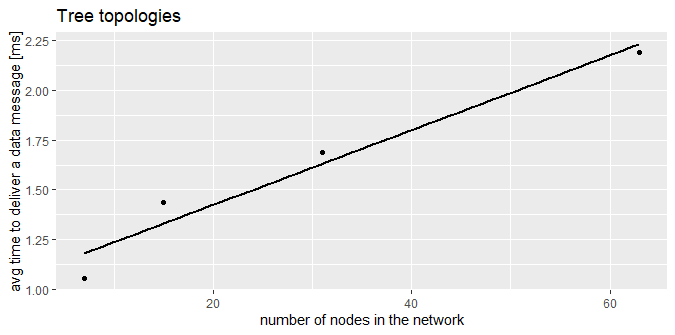 Tree topologies
avg time to deliver a data message [ms]
2.25
2.00
1.75
1.50
1.25
1.00
20 40 60
number of nodes in the network